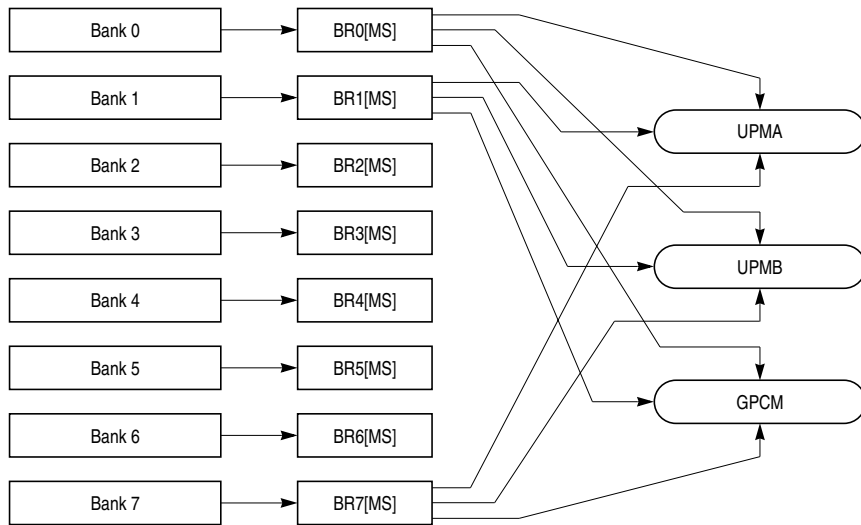 Bank 0
BR0[MS]
Bank 1
BR1[MS]
UPMA
Bank 2
BR2[MS]
Bank 3
BR3[MS]
UPMB
Bank 4
BR4[MS]
Bank 5
BR5[MS]
GPCM
Bank 6
BR6[MS]
Bank 7
BR7[MS]